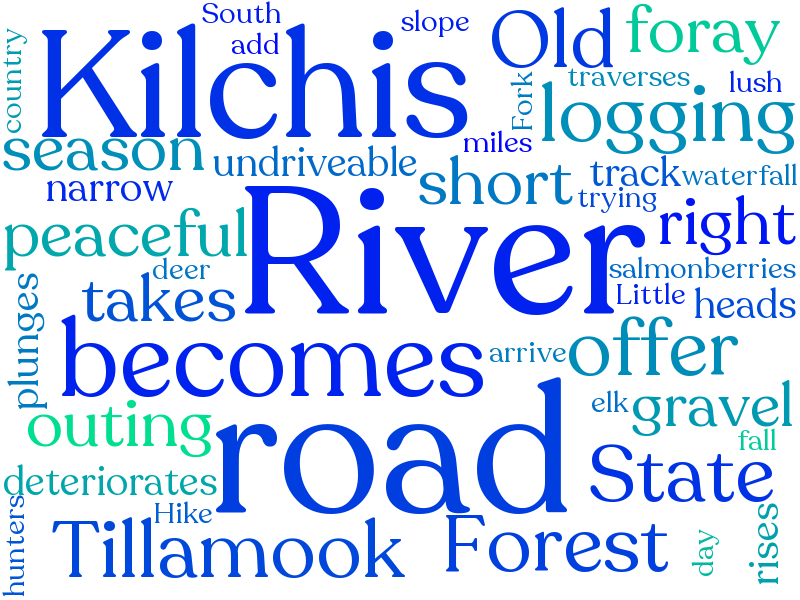 South
slope
add
Kilchis
Old
foray
country
traverses
lush
Fork
logging
season
miles
undriveable
short
track
waterfall
narrow
trying
River
right
peaceful
deer
salmonberries
takes
Little
heads
plunges
becomes
arrive
offer
outing
road
elk
gravel
fall
State
deteriorates
Hike
hunters
Tillamook
Forest
day
rises